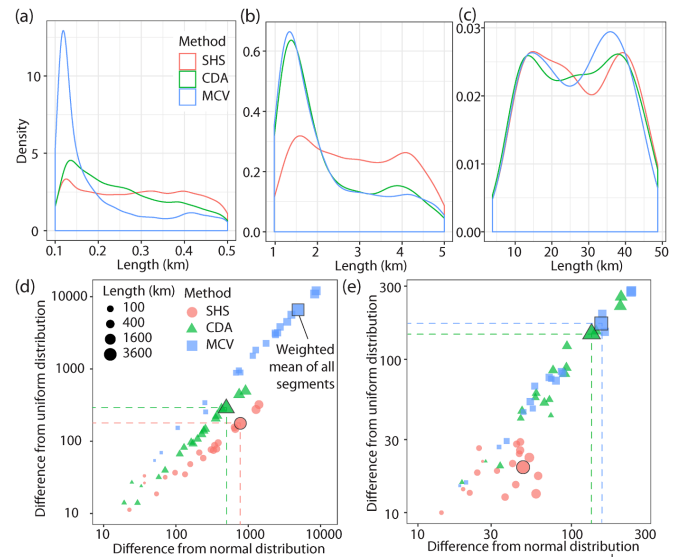 (a)
(b)
(c)
Method
SHS
CDA
MCV
Density
10
5
0
0.1
0.2
0.3
0.4
0.5
Length (km)
0.6
0.4
0.2
0.0
1
2
3
4
5
Length (km)
0.03
0.02
0.01
0.00
10
20
30
40
50
Length (km)
(d)
Length (km)
100
400
1600
3600
Method
SHS
CDA
MCV
Weighted
mean of all
segments
Difference from uniform distribution
10000
1000
100
10
10
100
1000
10000
Difference from normal distribution
(e)
Difference from uniform distribution
300
100
30
10
10
30
100
300
Difference from normal distribution